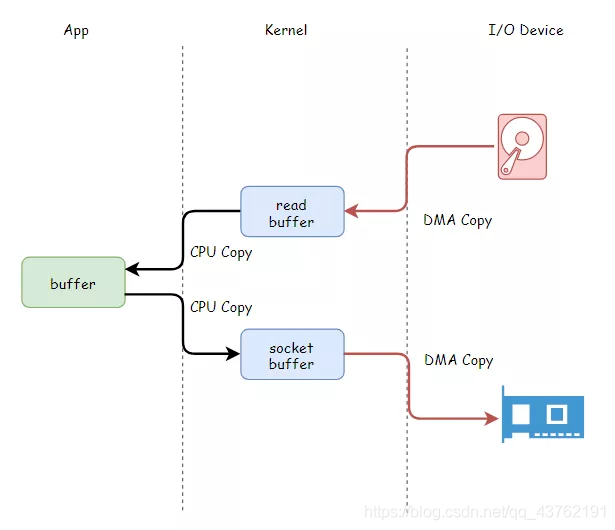 App
Kernel
I/O Device
read
buffer
DMA Copy
CPU Copy
buffer
CPU Copy
socket
buffer
DMA Copy
https://blog.csdn.net/qq_43762191